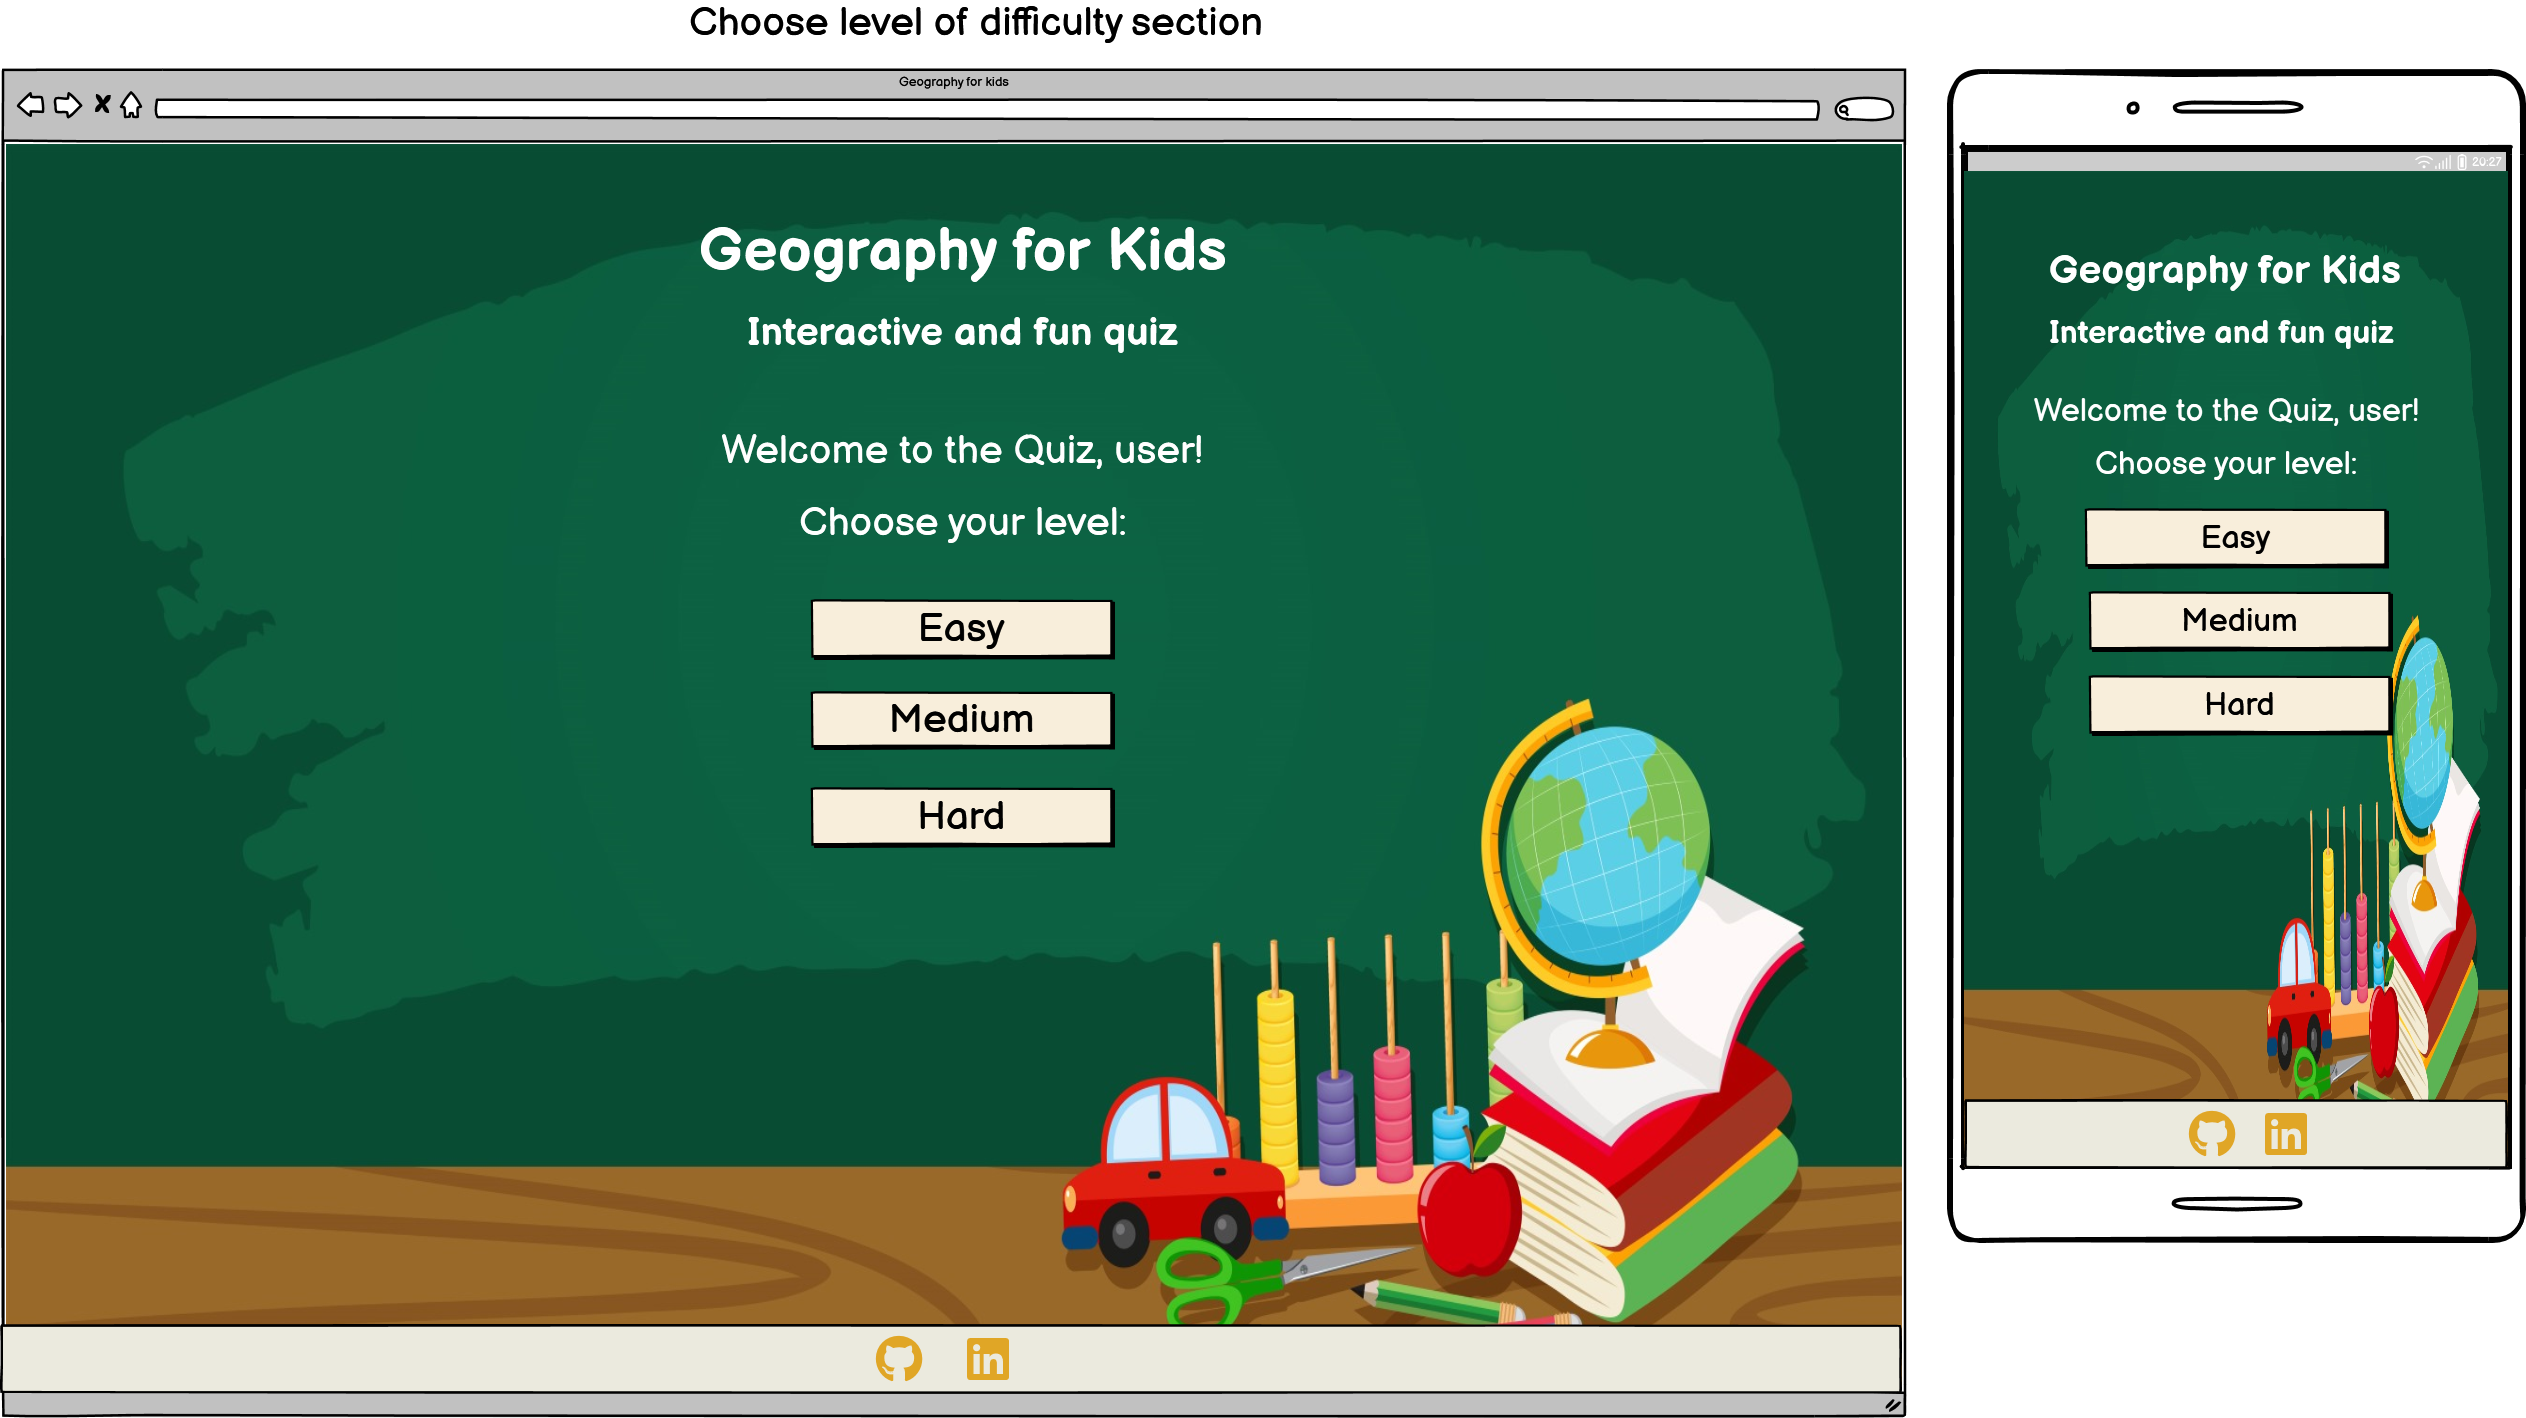 Choose level of difficulty section
Geography for kids
Geography for Kids
Interactive and fun quiz
Welcome to the Quiz, user!
Choose your level:
Easy
Medium
Hard
in
20:27
Geography for Kids
Interactive and fun quiz
Welcome to the Quiz, user!
Choose your level:
Easy
Medium
Hard
in